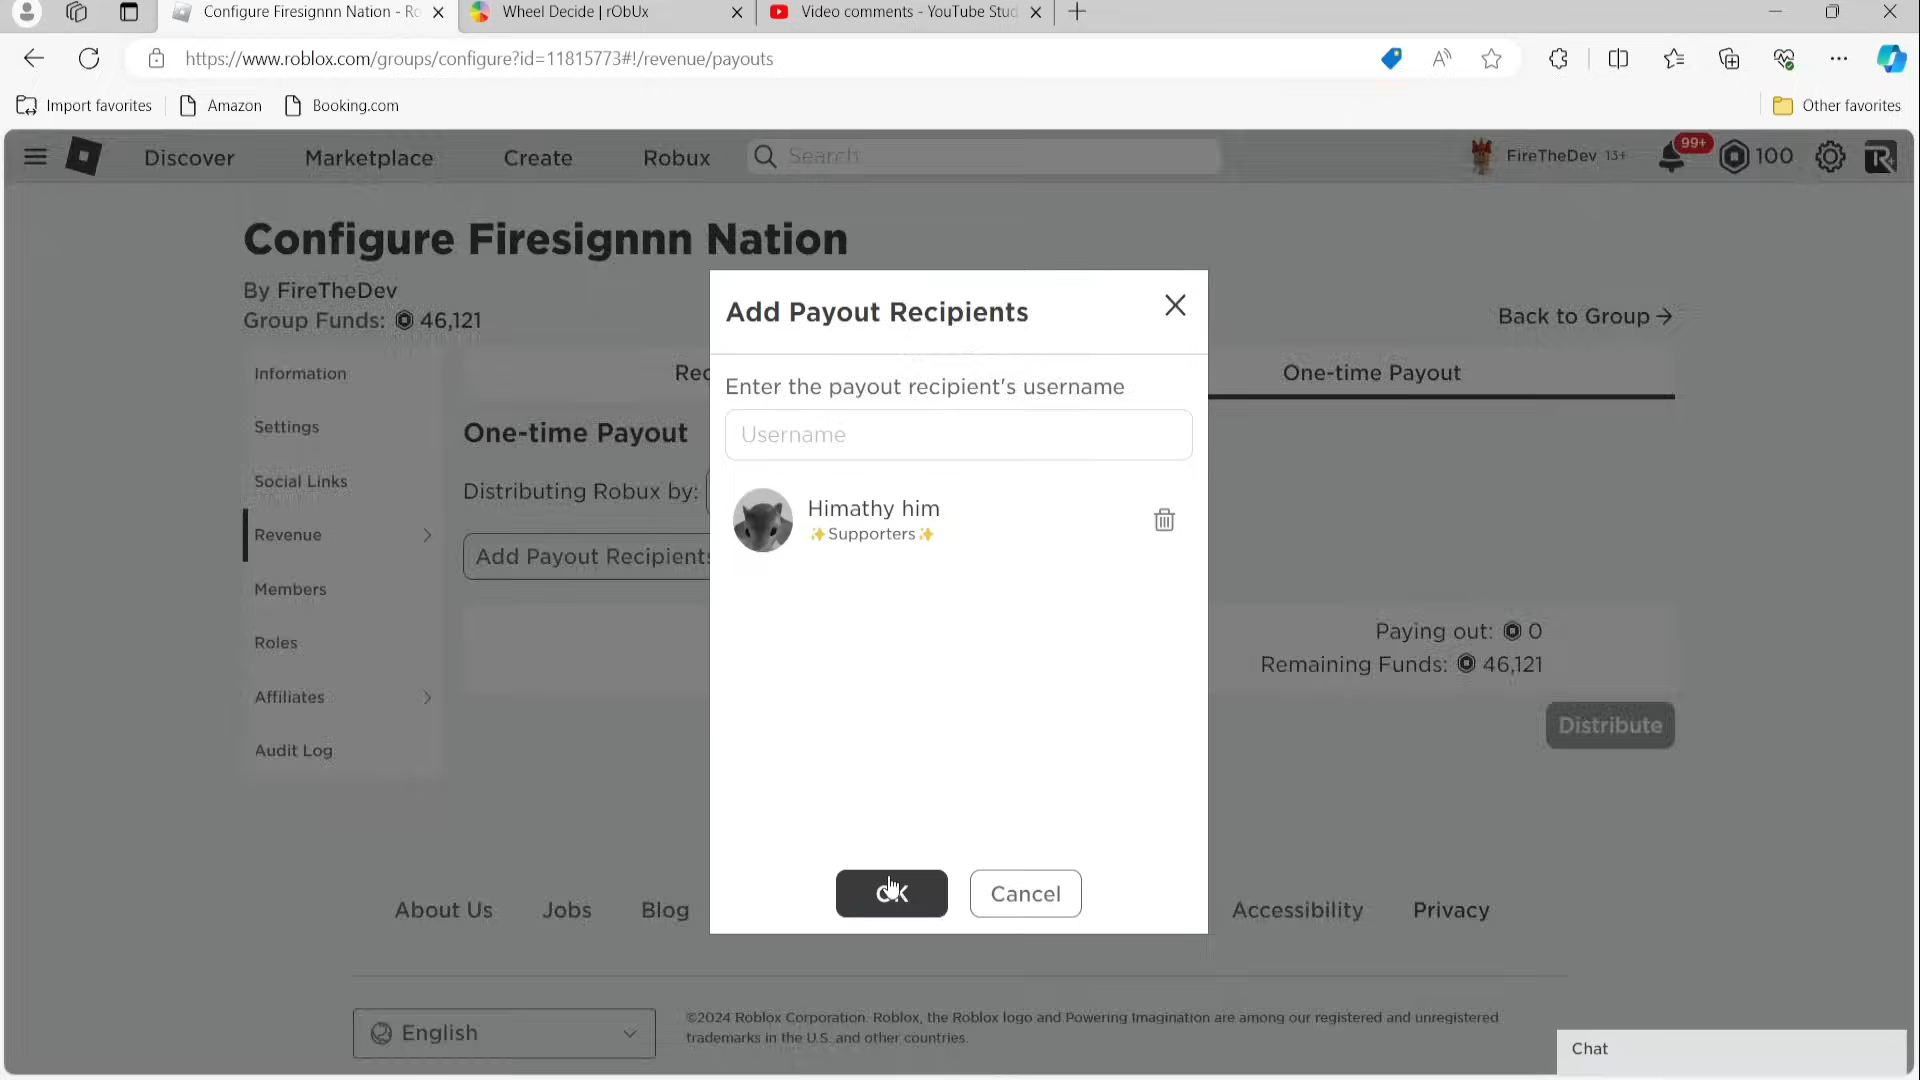 Configure Firesignnn Nation - Ro
Wheel Decide | rObUx
Video comments - YouTube Stud
https://www.roblox.com/groups/configure?id=11815773#!/revenue/payouts
Import favorites
Amazon
Booking.com
Other favorites
Discover
Marketplace
Create
Robux
Search
FireTheDev 13+
99+
100
Configure Firesignnn Nation
By FireTheDev
Group Funds: 46,121
Back to Group →
Information
Settings
Social Links
Revenue
Members
Roles
Affiliates
Audit Log
Rec
One-time Payout
One-time Payout
Distributing Robux by:
Add Payout Recipients
Add Payout Recipients
Enter the payout recipient's username
Username
Himathy him
✨Supporters✨
OK
Cancel
Paying out: 0
Remaining Funds: 46,121
Distribute
About Us
Jobs
Blog
Accessibility
Privacy
English
©2024 Roblox Corporation. Roblox, the Roblox logo and Powering Imagination are among our registered and unregistered
trademarks in the U.S. and other countries.
Chat